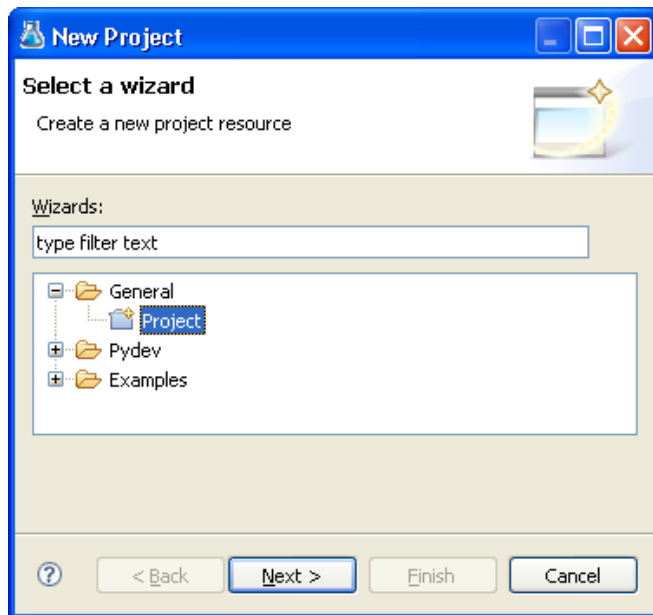 New Project
Select a wizard
Create a new project resource
Wizards:
type filter text
General
Project
Pydev
Examples
? < Back Next > Finish Cancel